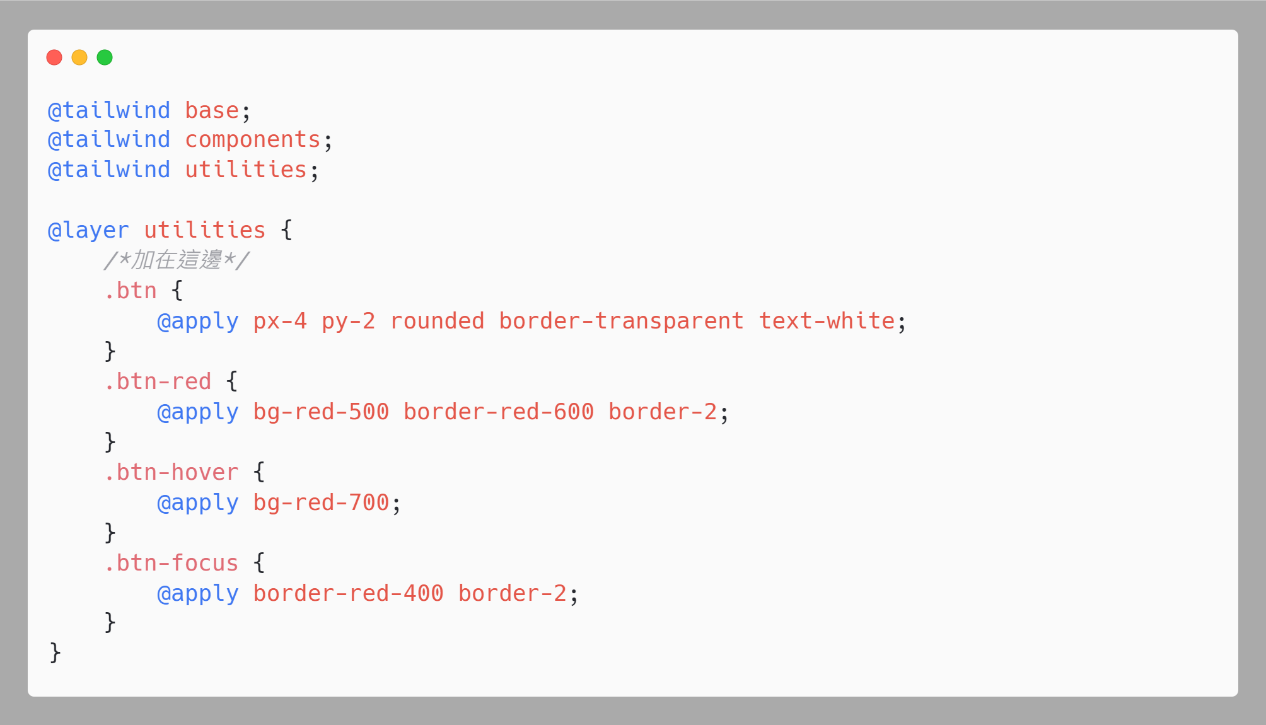 @tailwind base;
@tailwind components;
@tailwind utilities;
@layer utilities {
/*加在這邊*/
.btn {
@apply px-4 py-2 rounded border-transparent text-white;
}
.btn-red {
@apply bg-red-500 border-red-600 border-2;
}
.btn-hover {
@apply bg-red-700;
}
.btn-focus {
@apply border-red-400 border-2;
}
}